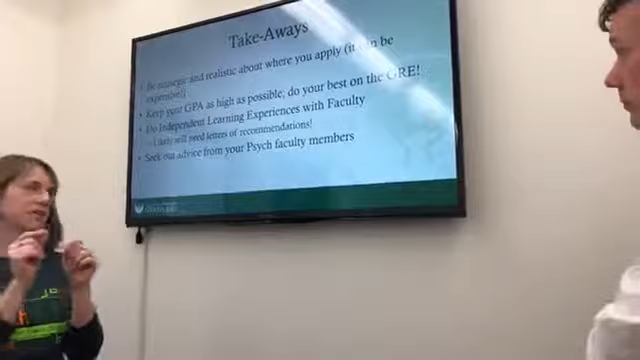 Take-Aways
• Be strategic and realistic about where you apply (it can be
expensive!)
• Keep your GPA as high as possible; do your best on the GRE!
• Do Independent Learning Experiences with Faculty
– Likely will need letters of recommendations!
• Seek out advice from your Psych faculty members